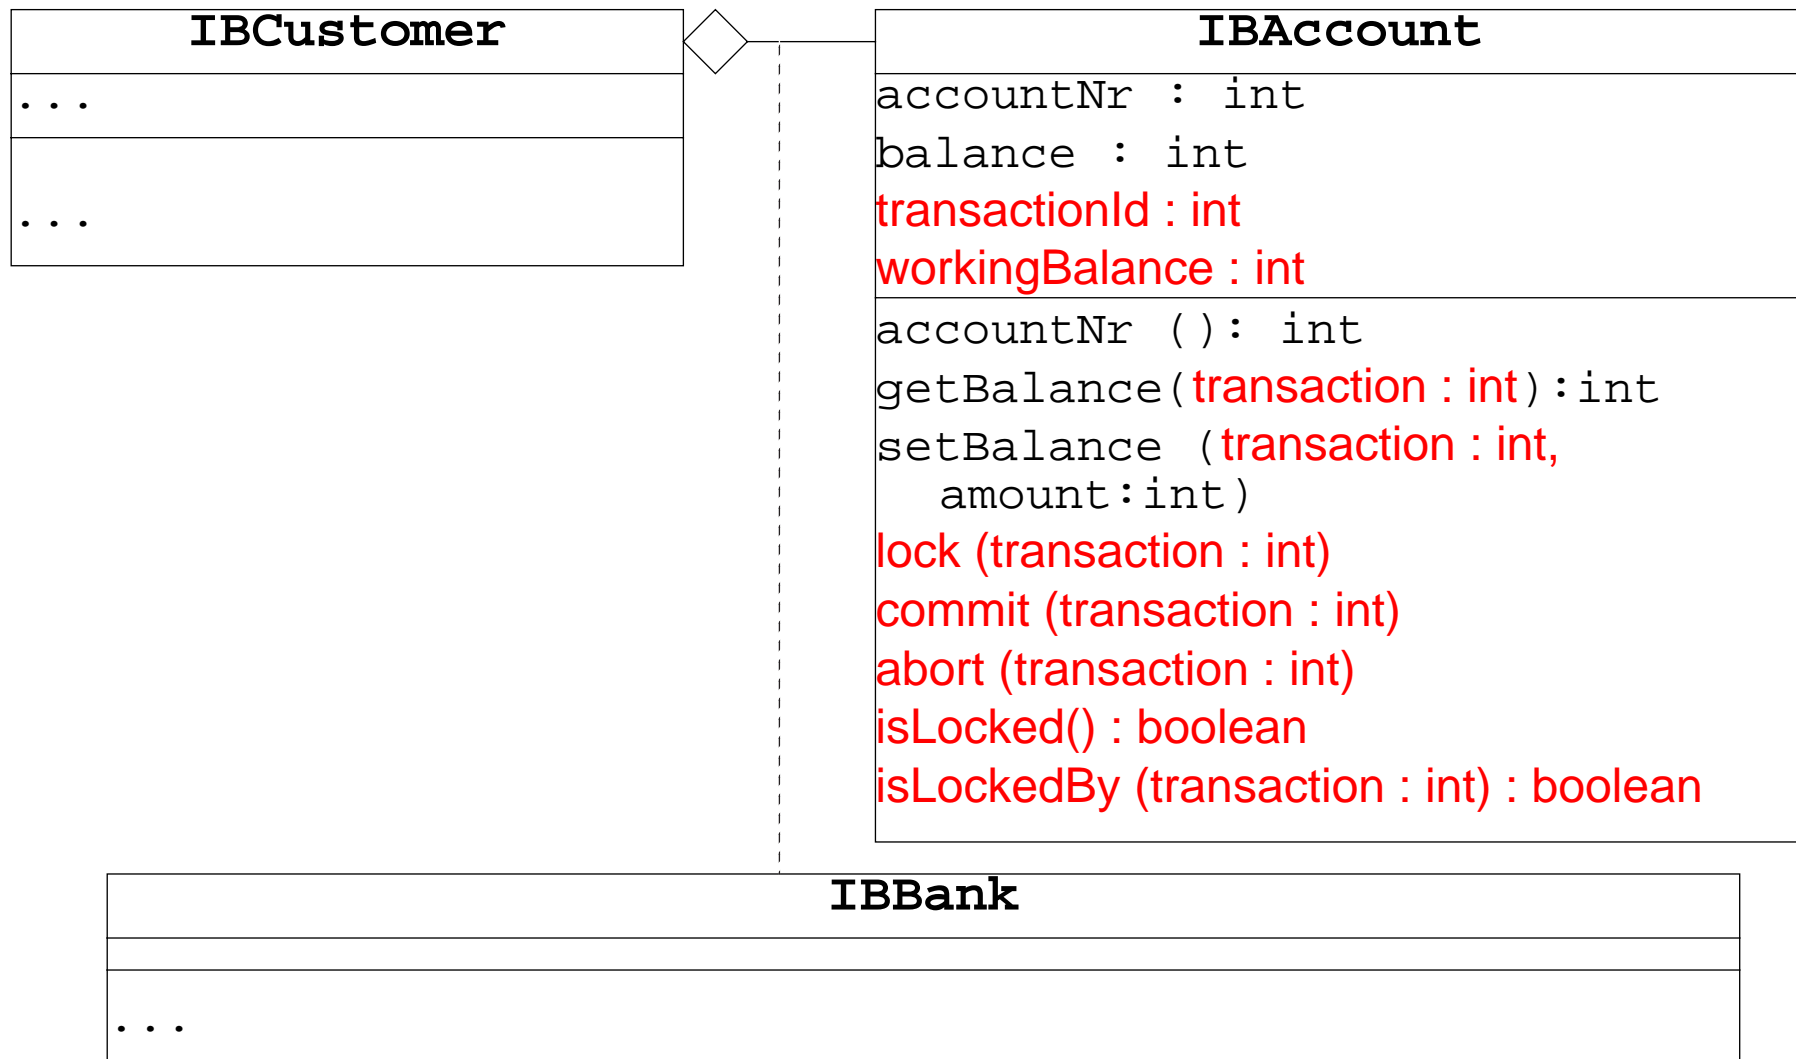 IBCustomer
...
...
IBAccount
accountNr : int
balance : int
transactionId : int
workingBalance : int
accountNr (): int
getBalance(transaction : int):int
setBalance (transaction : int,
amount:int)
lock (transaction : int)
commit (transaction : int)
abort (transaction : int)
isLocked() : boolean
isLockedBy (transaction : int) : boolean
IBBank
...